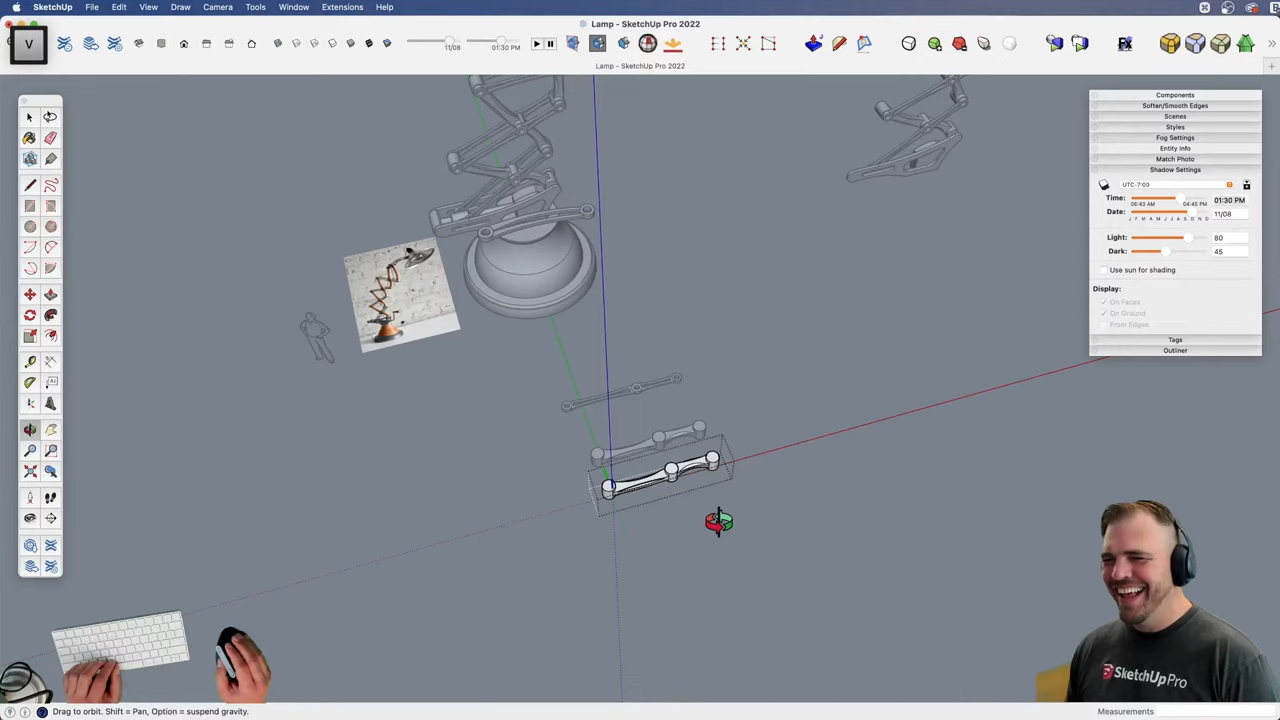 SketchUp File Edit View Draw Camera Tools Window Extensions Help
Lamp - SketchUp Pro 2022
V
11/08
01:30 PM
Fx
Lamp - SketchUp Pro 2022
Components
Soften/Smooth Edges
Scenes
Styles
Fog Settings
Entity Info
Match Photo
Shadow Settings
UTC-7:00
Time: 06:43 AM 04:45 PM 01:30 PM
Date: J F M A M J J A S O N D 11/08
Light: 80
Dark: 45
Use sun for shading
Display:
On Faces
On Ground
From Edges
Tags
Outliner
SketchUp Pro
Drag to orbit. Shift = Pan, Option = suspend gravity.
Measurements